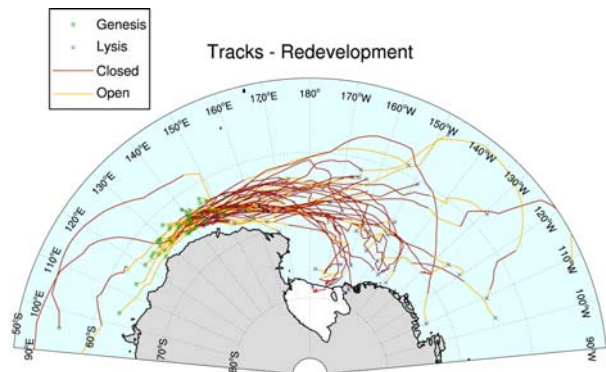 Genesis
Lysis
Closed
Open
Tracks - Redevelopment
180°
170°E
170°W
160°E
160°W
150°E
150°W
140°E
140°W
130°E
130°W
120°E
120°W
110°E
110°W
100°E
100°W
90°E
90°W
50°S
60°S
70°S
80°S